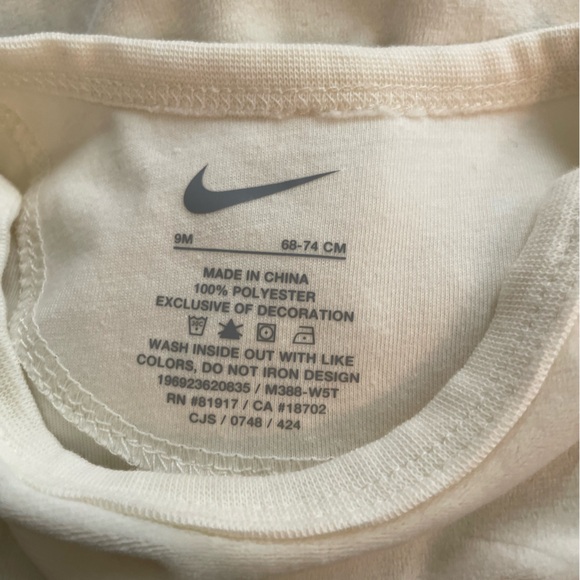 9M 68-74 CM
MADE IN CHINA
100% POLYESTER
EXCLUSIVE OF DECORATION
WASH INSIDE OUT WITH LIKE
COLORS, DO NOT IRON DESIGN
196923620835 / M388-W5T
RN #81917 / CA #18702
CJS / 0748 / 424